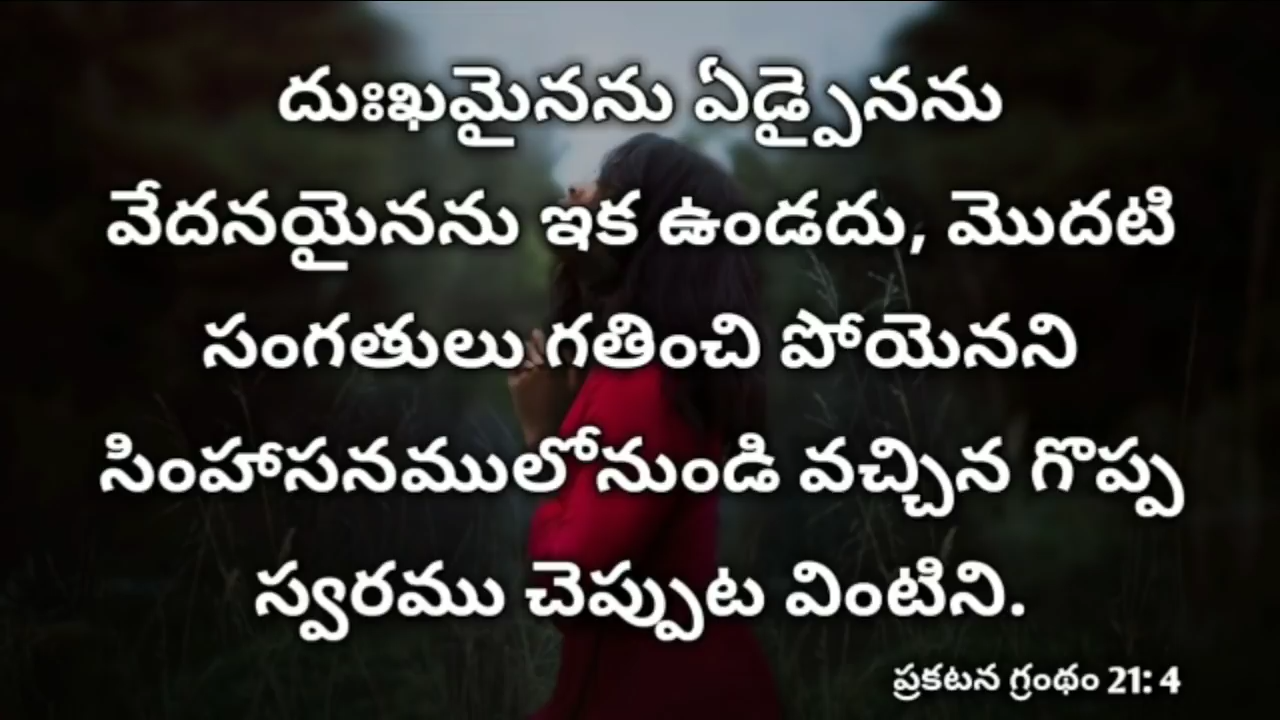 దుఃఖమైనను ఏడ్పైనను
వేదనయైనను ఇక ఉండదు, మొదటి
సంగతులు గతించి పోయెనని
సింహాసనములోనుండి వచ్చిన గొప్ప
స్వరము చెప్పుట వింటిని.
ప్రకటన గ్రంథం 21: 4